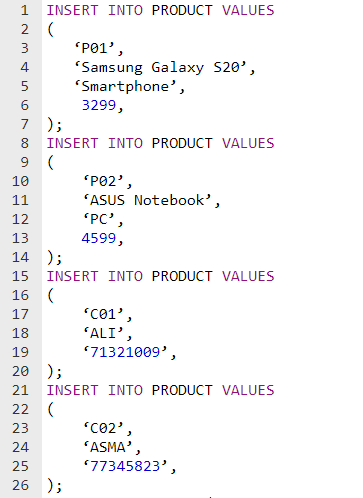 1 INSERT INTO PRODUCT VALUES
2 (
3 ‘P01’,
4 ‘Samsung Galaxy S20’,
5 ‘Smartphone’,
6 3299,
7 );
8 INSERT INTO PRODUCT VALUES
9 (
10 ‘P02’,
11 ‘ASUS Notebook’,
12 ‘PC’,
13 4599,
14 );
15 INSERT INTO PRODUCT VALUES
16 (
17 ‘C01’,
18 ‘ALI’,
19 ‘71321009’,
20 );
21 INSERT INTO PRODUCT VALUES
22 (
23 ‘C02’,
24 ‘ASMA’,
25 ‘77345823’,
26 );